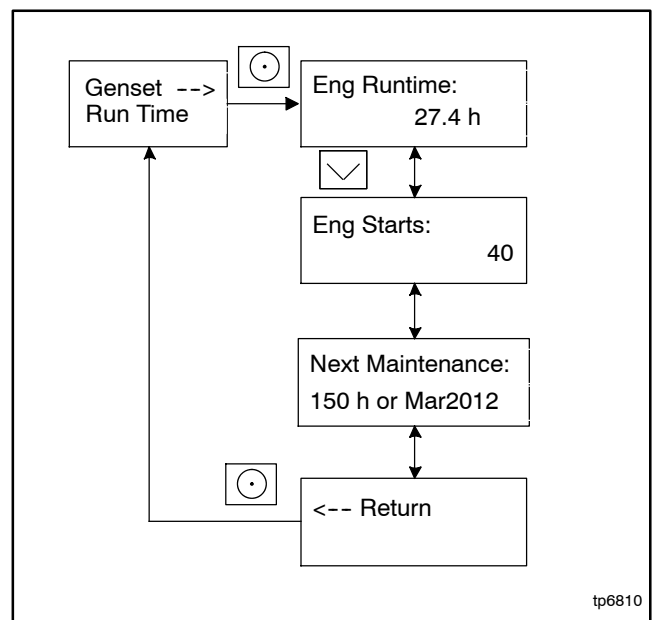 Genset -->
Run Time
Eng Runtime:
27.4 h
Eng Starts:
40
Next Maintenance:
150 h or Mar2012
<-- Return
tp6810